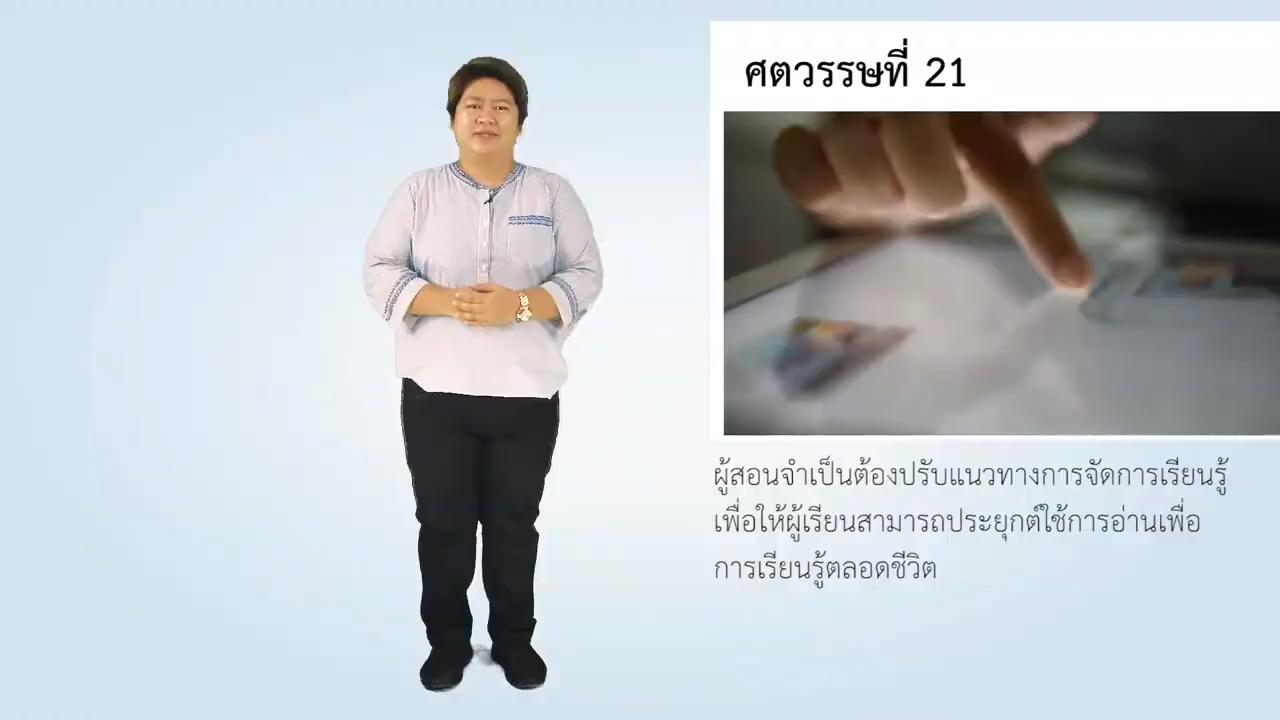 ศตวรรษที่ 21
ผู้สอนจำเป็นต้องปรับแนวทางการจัดการเรียนรู้
เพื่อให้ผู้เรียนสามารถประยุกต์ใช้การอ่านเพื่อ
การเรียนรู้ตลอดชีวิต